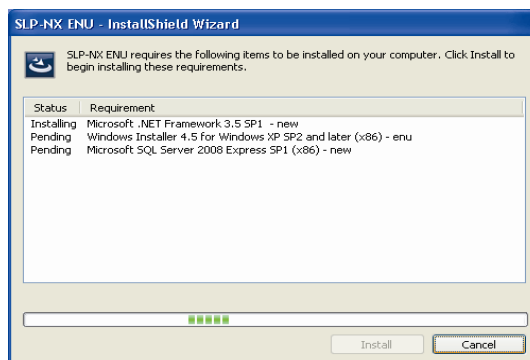 SLP-NX ENU - InstallShield Wizard
SLP-NX ENU requires the following items to be installed on your computer. Click Install to
begin installing these requirements.
Status Requirement
Installing Microsoft .NET Framework 3.5 SP1 - new
Pending Windows Installer 4.5 for Windows XP SP2 and later (x86) - enu
Pending Microsoft SQL Server 2008 Express SP1 (x86) - new
Install Cancel